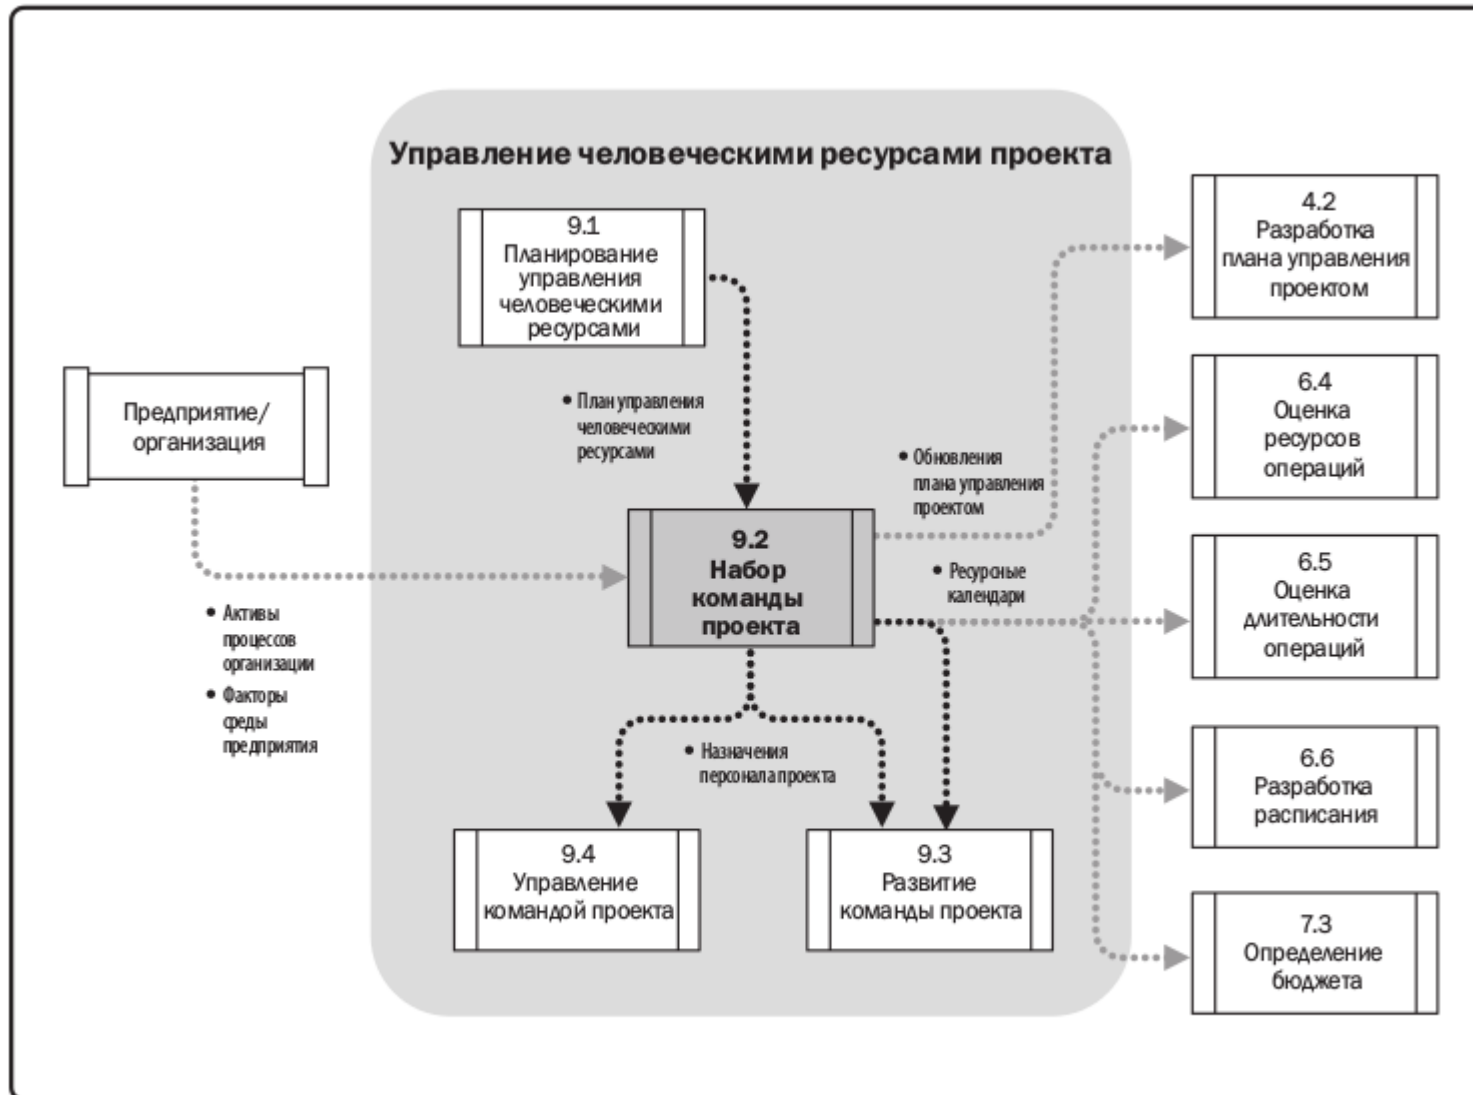 Управление человеческими ресурсами проекта
9.1
Планирование
управления
человеческими
ресурсами
4.2
Разработка
плана управления
проектом
Предприятие/
организация
• План управления
человеческими
ресурсами
6.4
Оценка
ресурсов
операций
• Обновления
плана управления
проектом
9.2
Набор
команды
проекта
• Ресурсные
календари
6.5
Оценка
длительности
операций
• Активы
процессов
организации
• Факторы
среды
предприятия
• Назначения
персонала проекта
6.6
Разработка
расписания
9.4
Управление
командой проекта
9.3
Развитие
команды проекта
7.3
Определение
бюджета